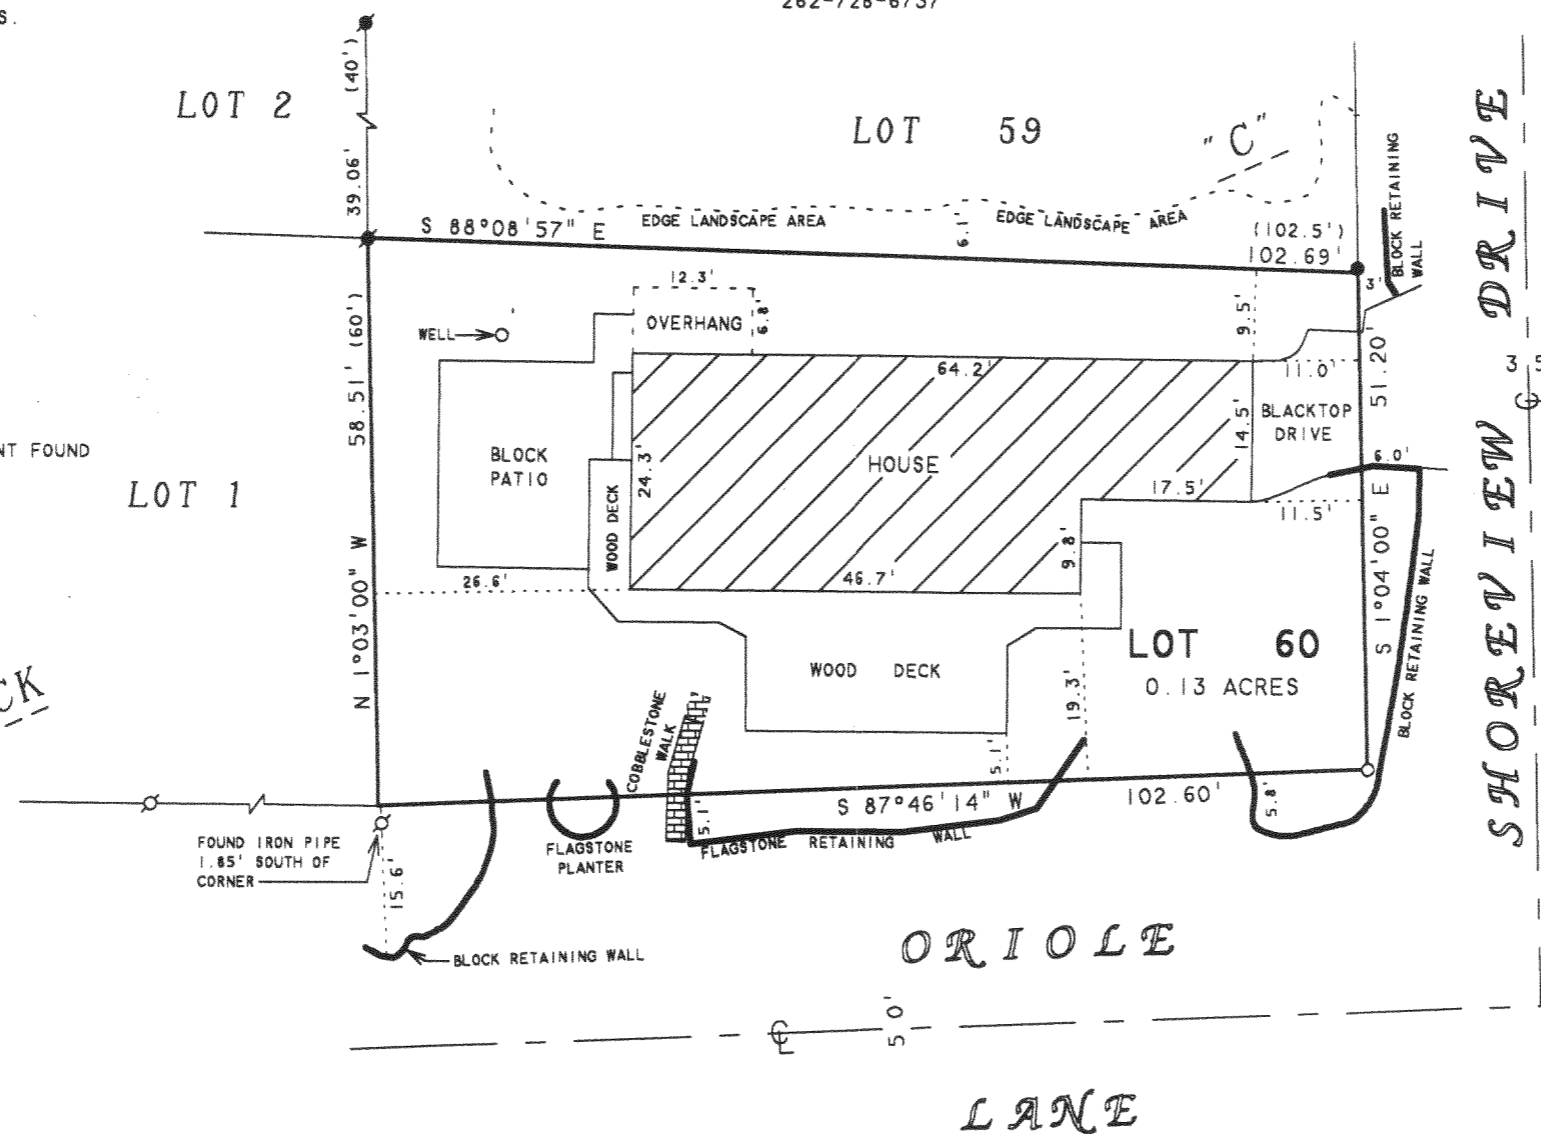 S.
262-728-6737
(40')
39.06'
LOT 2
LOT 59
"C"
BLOCK RETAINING
WALL
S 88°08'57" E
EDGE LANDSCAPE AREA
6.1'
EDGE LANDSCAPE AREA
(102.5')
102.69'
3'
12.3'
OVERHANG
6.8'
9.5'
WELL
58.51' (60')
N 1°03'00" W
64.2'
11.0'
51.20'
S 1°04'00" E
35
NT FOUND
LOT 1
BLOCK
PATIO
WOOD DECK
24.3'
HOUSE
14.5'
BLACKTOP
DRIVE
6.0'
17.5'
11.5'
9.8'
26.6'
46.7'
CK
WOOD DECK
LOT 60
0.13 ACRES
19.3'
BLOCK RETAINING WALL
COBBLESTONE
WALK
5.1'
5.1'
S 87°46'14" W
102.60'
5.8'
FOUND IRON PIPE
1.85' SOUTH OF
CORNER
15.6'
FLAGSTONE
PLANTER
FLAGSTONE RETAINING WALL
BLOCK RETAINING WALL
SHOREVIEW DRIVE
ORIOLE
50'
LANE